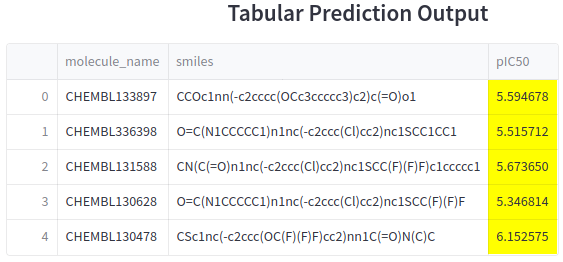 Tabular Prediction Output
molecule_name smiles pIC50
0 CHEMBL133897 CCOc1nn(-c2cccc(OCc3ccccc3)c2)c(=O)o1 5.594678
1 CHEMBL336398 O=C(N1CCCCC1)n1nc(-c2ccc(Cl)cc2)nc1SCC1CC1 5.515712
2 CHEMBL131588 CN(C(=O)n1nc(-c2ccc(Cl)cc2)nc1SCC(F)(F)F)c1ccccc1 5.673650
3 CHEMBL130628 O=C(N1CCCCC1)n1nc(-c2ccc(Cl)cc2)nc1SCC(F)(F)F 5.346814
4 CHEMBL130478 CSc1nc(-c2ccc(OC(F)(F)F)cc2)nn1C(=O)N(C)C 6.152575